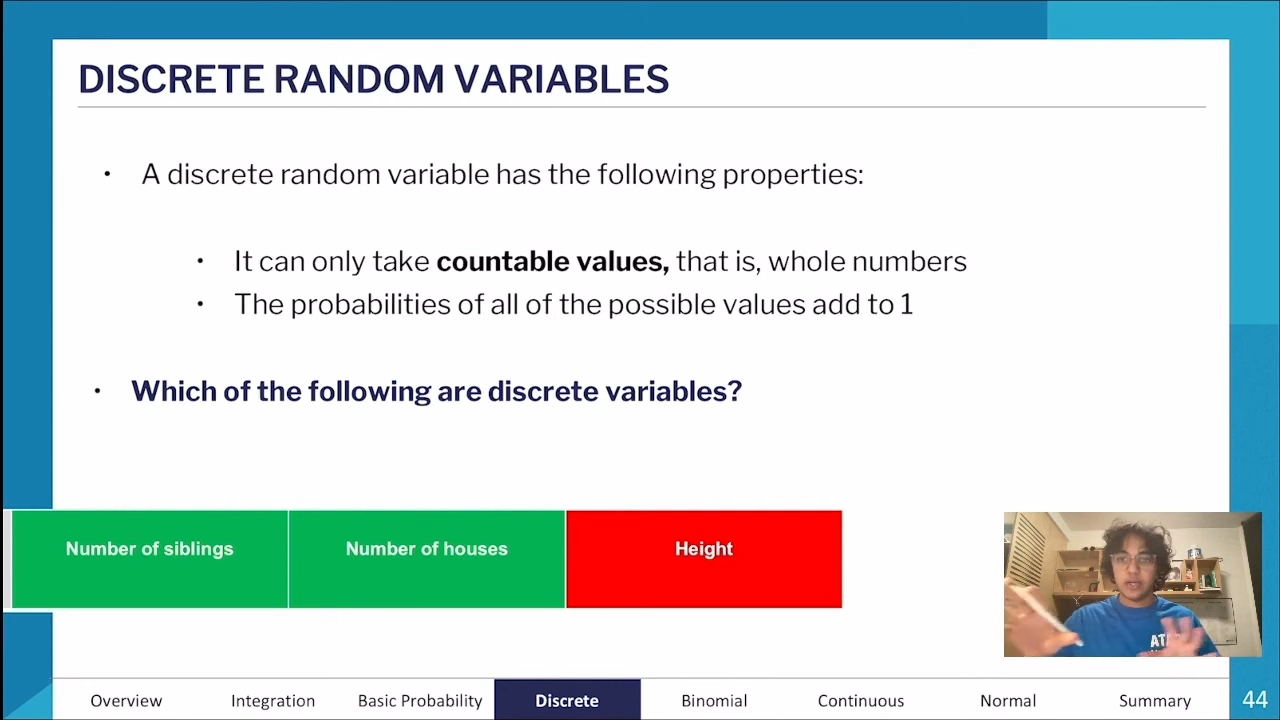 DISCRETE RANDOM VARIABLES
• A discrete random variable has the following properties:
• It can only take countable values, that is, whole numbers
• The probabilities of all of the possible values add to 1
• Which of the following are discrete variables?
Number of siblings
Number of houses
Height
Overview
Integration
Basic Probability
Discrete
Binomial
Continuous
Normal
Summary
44